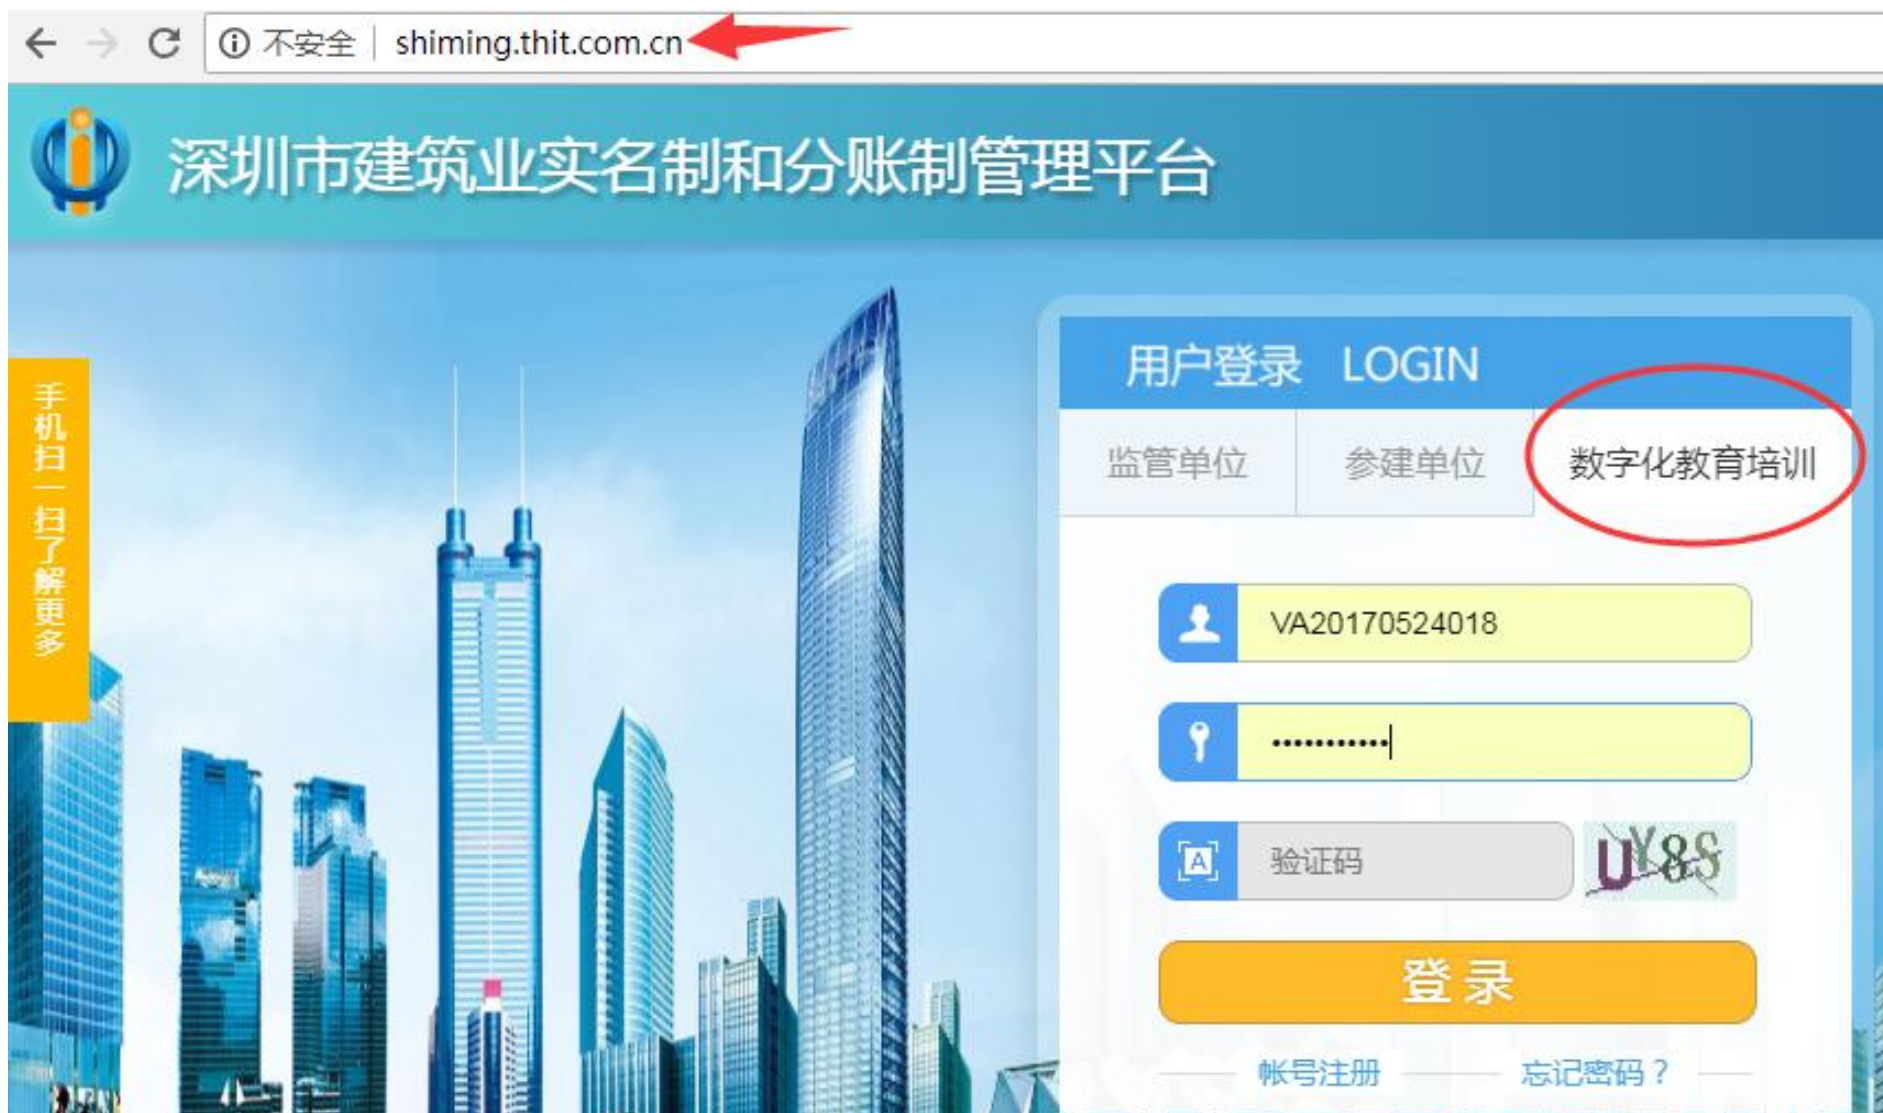 不安全 shiming.thit.com.cn
深圳市建筑业实名制和分账制管理平台
手机扫一扫了解更多
用户登录 LOGIN
监管单位 参建单位 数字化教育培训
VA20170524018
•••••••••••
验证码 UY8S
登录
帐号注册 忘记密码？